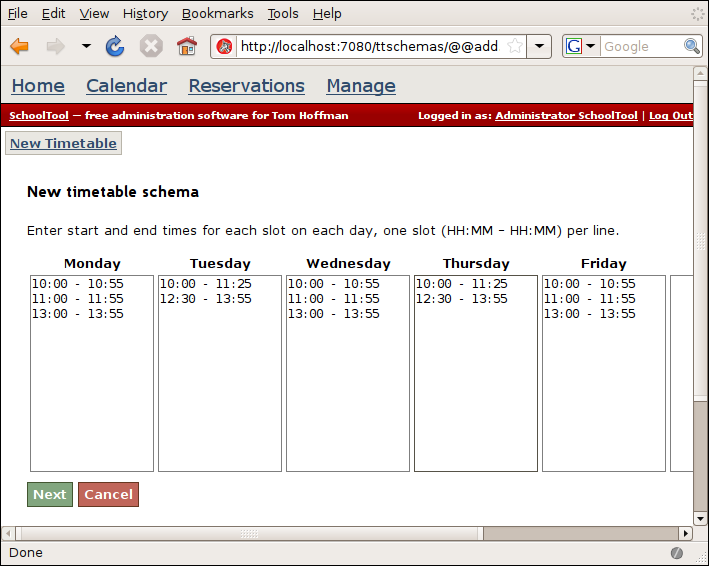 File Edit View History Bookmarks Tools Help
http://localhost:7080/ttschemas/@@add
G Google
Home Calendar Reservations Manage
SchoolTool — free administration software for Tom Hoffman Logged in as: Administrator SchoolTool | Log Out
New Timetable
New timetable schema
Enter start and end times for each slot on each day, one slot (HH:MM – HH:MM) per line.
Monday Tuesday Wednesday Thursday Friday
10:00 - 10:55 10:00 - 11:25 10:00 - 10:55 10:00 - 11:25 10:00 - 10:55
11:00 - 11:55 12:30 - 13:55 11:00 - 11:55 12:30 - 13:55 11:00 - 11:55
13:00 - 13:55 13:00 - 13:55 13:00 - 13:55
Next Cancel
Done